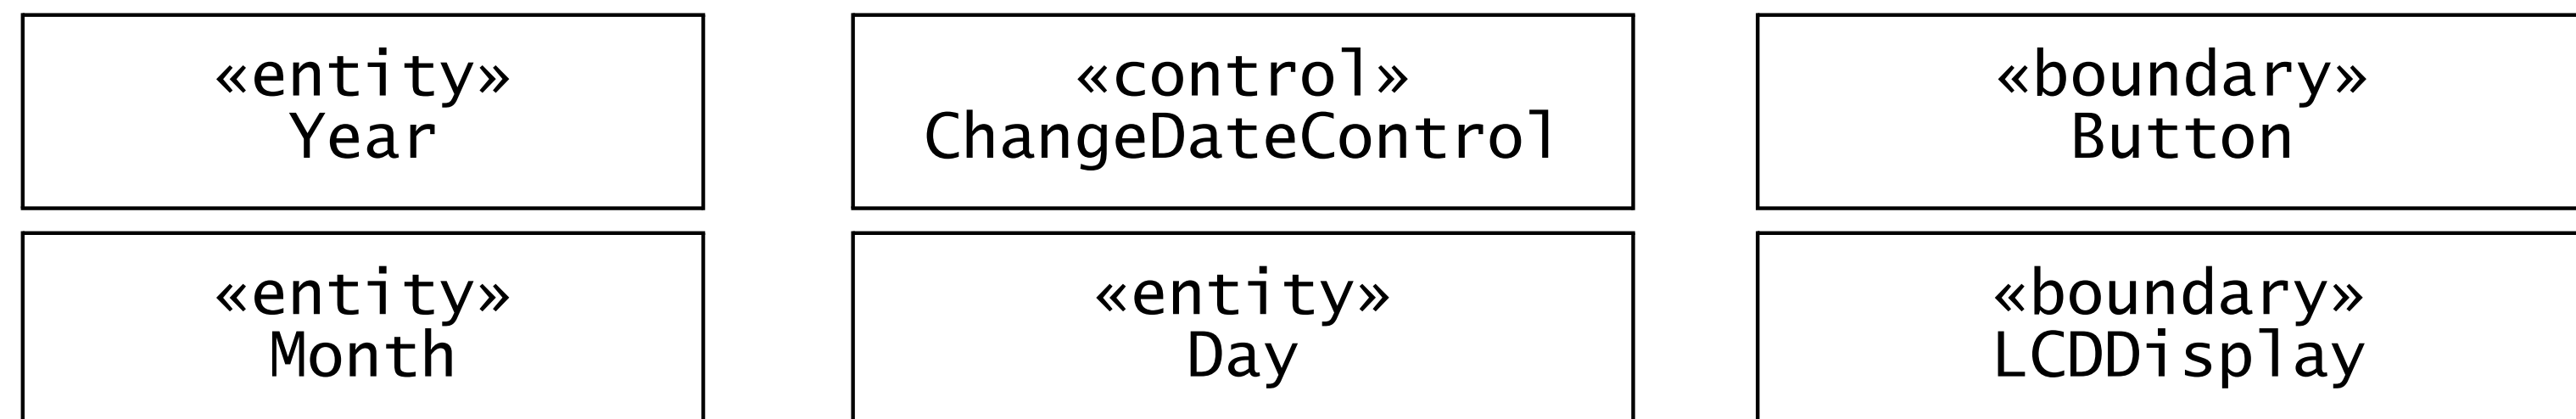 «entity»
Year
«control»
ChangeDateControl
«boundary»
Button
«entity»
Month
«entity»
Day
«boundary»
LCDDisplay